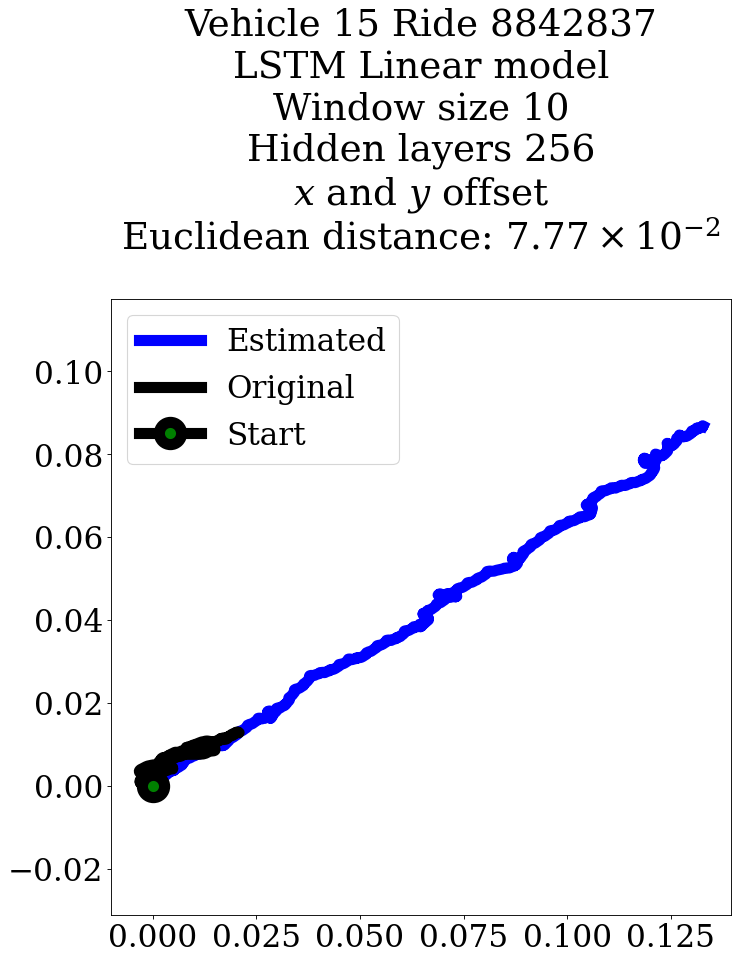 Vehicle 15 Ride 8842837
LSTM Linear model
Window size 10
Hidden layers 256
x and y offset
Euclidean distance: 7.77 × 10⁻²
Estimated
Original
Start
0.10
0.08
0.06
0.04
0.02
0.00
−0.02
0.000 0.025 0.050 0.075 0.100 0.125